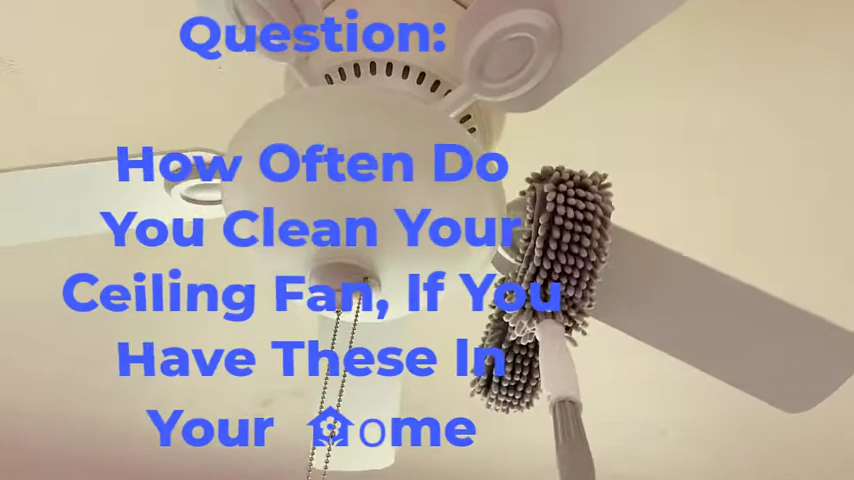 Question:
How Often Do
You Clean Your
Ceiling Fan, If You
Have These In
Your 🏠ome